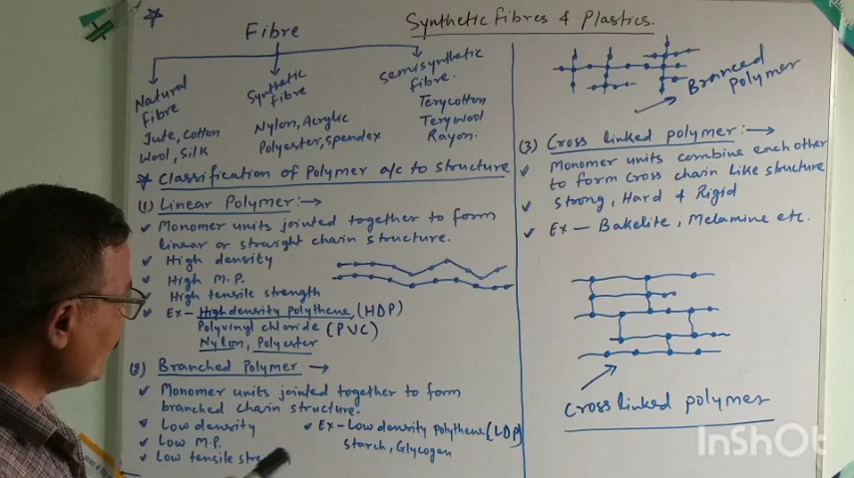 Synthetic Fibres & Plastics.
Fibre
Natural Fibre
Jute, Cotton
Wool, Silk
Synthetic fibre
Nylon, Acrylic
Polyester, Spendex
Semisynthetic fibre.
Terycotton
Terywool
Rayon.
Classification of Polymer a/c to structure
(1) Linear Polymer:→
Monomer units jointed together to form
linear or straight chain structure.
High density
High M.P.
High tensile strength
Ex- High density polythene (HDP)
Polyvinyl chloride (PVC)
Nylon, Polyester
(2) Branched Polymer →
Monomer units jointed together to form
branched chain structure.
Low density
Low M.P.
Low tensile
Ex- Low density polythene (LDP)
Starch, Glycogen
Branced Polymer
(3) Cross linked polymer:→
Monomer units combine each other
to form cross chain like structure
Strong, Hard & Rigid
Ex- Bakelite, Melamine etc.
Cross linked polymer
InShOt